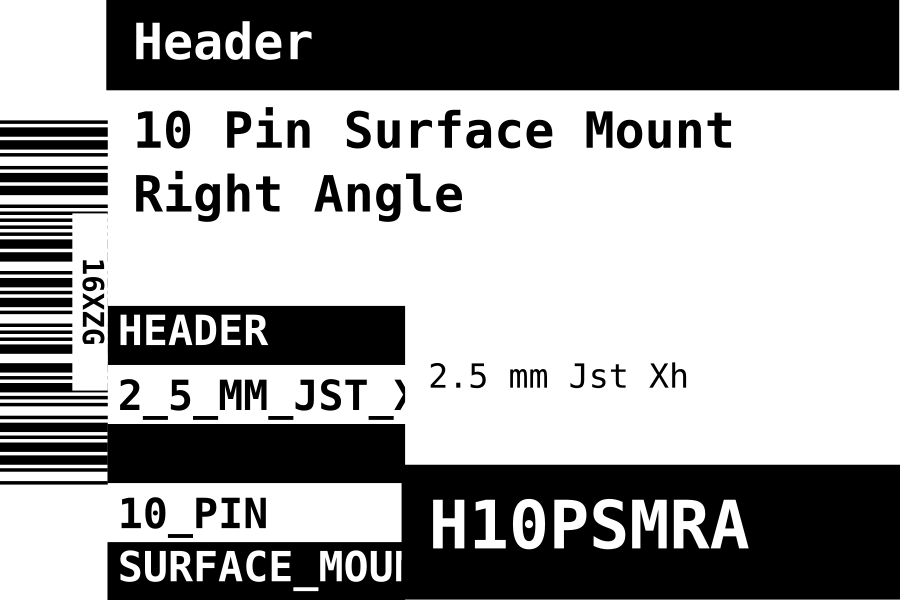 Header
10 Pin Surface Mount
Right Angle
16XZG
HEADER
2_5_MM_JST_X
2.5 mm Jst Xh
10_PIN
SURFACE_MOU
H10PSMRA